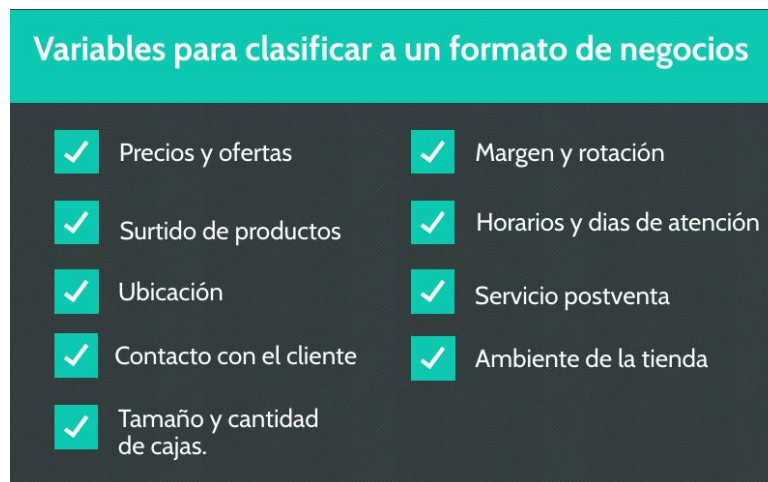 Variables para clasificar a un formato de negocios
Precios y ofertas
Surtido de productos
Ubicación
Contacto con el cliente
Tamaño y cantidad
de cajas.
Margen y rotación
Horarios y dias de atención
Servicio postventa
Ambiente de la tienda